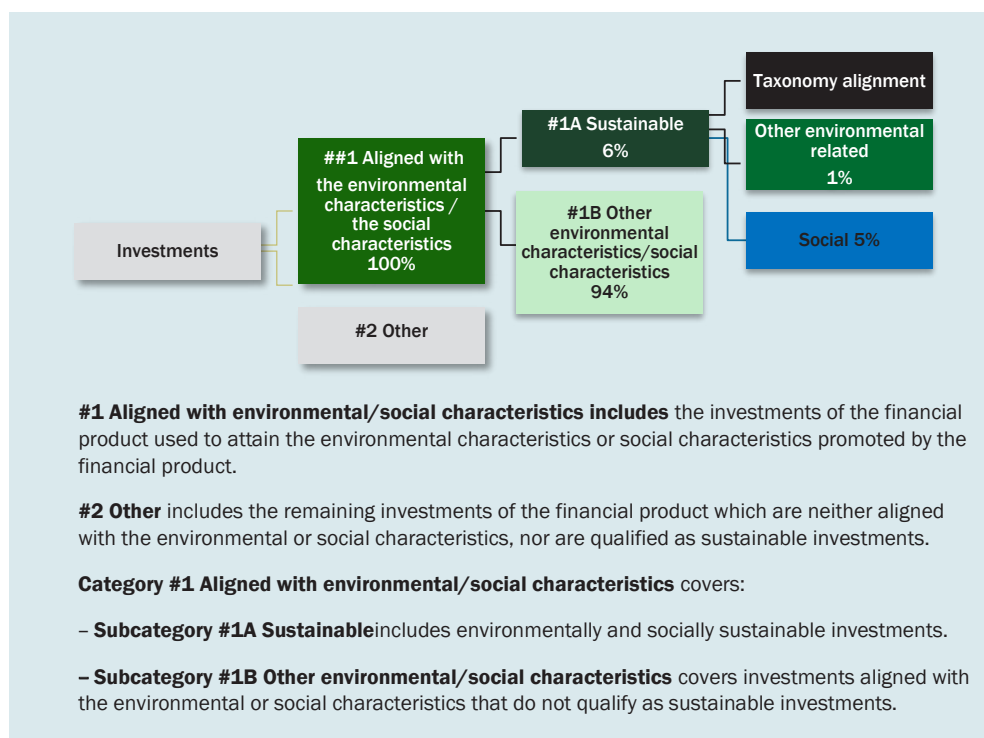 Taxonomy alignment
#1A Sustainable
6%
Other environmental
related
1%
##1 Aligned with
the environmental
characteristics /
the social
characteristics
100%
#1B Other
environmental
characteristics/social
characteristics
94%
Social 5%
Investments
#2 Other
#1 Aligned with environmental/social characteristics includes the investments of the financial
product used to attain the environmental characteristics or social characteristics promoted by the
financial product.
#2 Other includes the remaining investments of the financial product which are neither aligned
with the environmental or social characteristics, nor are qualified as sustainable investments.
Category #1 Aligned with environmental/social characteristics covers:
– Subcategory #1A Sustainableincludes environmentally and socially sustainable investments.
– Subcategory #1B Other environmental/social characteristics covers investments aligned with
the environmental or social characteristics that do not qualify as sustainable investments.